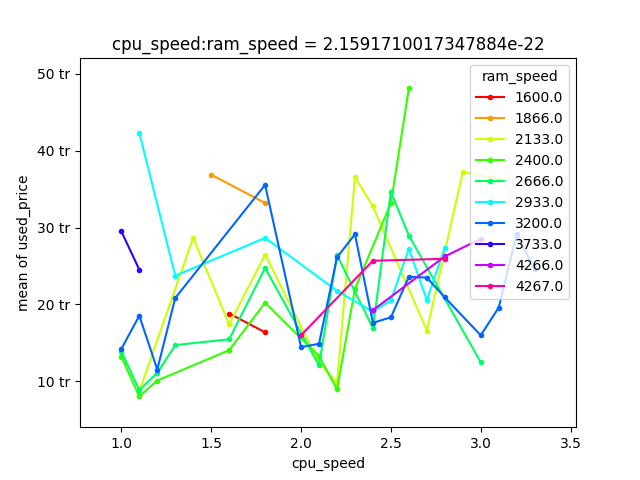 cpu_speed:ram_speed = 2.1591710017347884e-22
50 tr
40 tr
30 tr
20 tr
10 tr
mean of used_price
ram_speed
1600.0
1866.0
2133.0
2400.0
2666.0
2933.0
3200.0
3733.0
4266.0
4267.0
1.0 1.5 2.0 2.5 3.0 3.5
cpu_speed